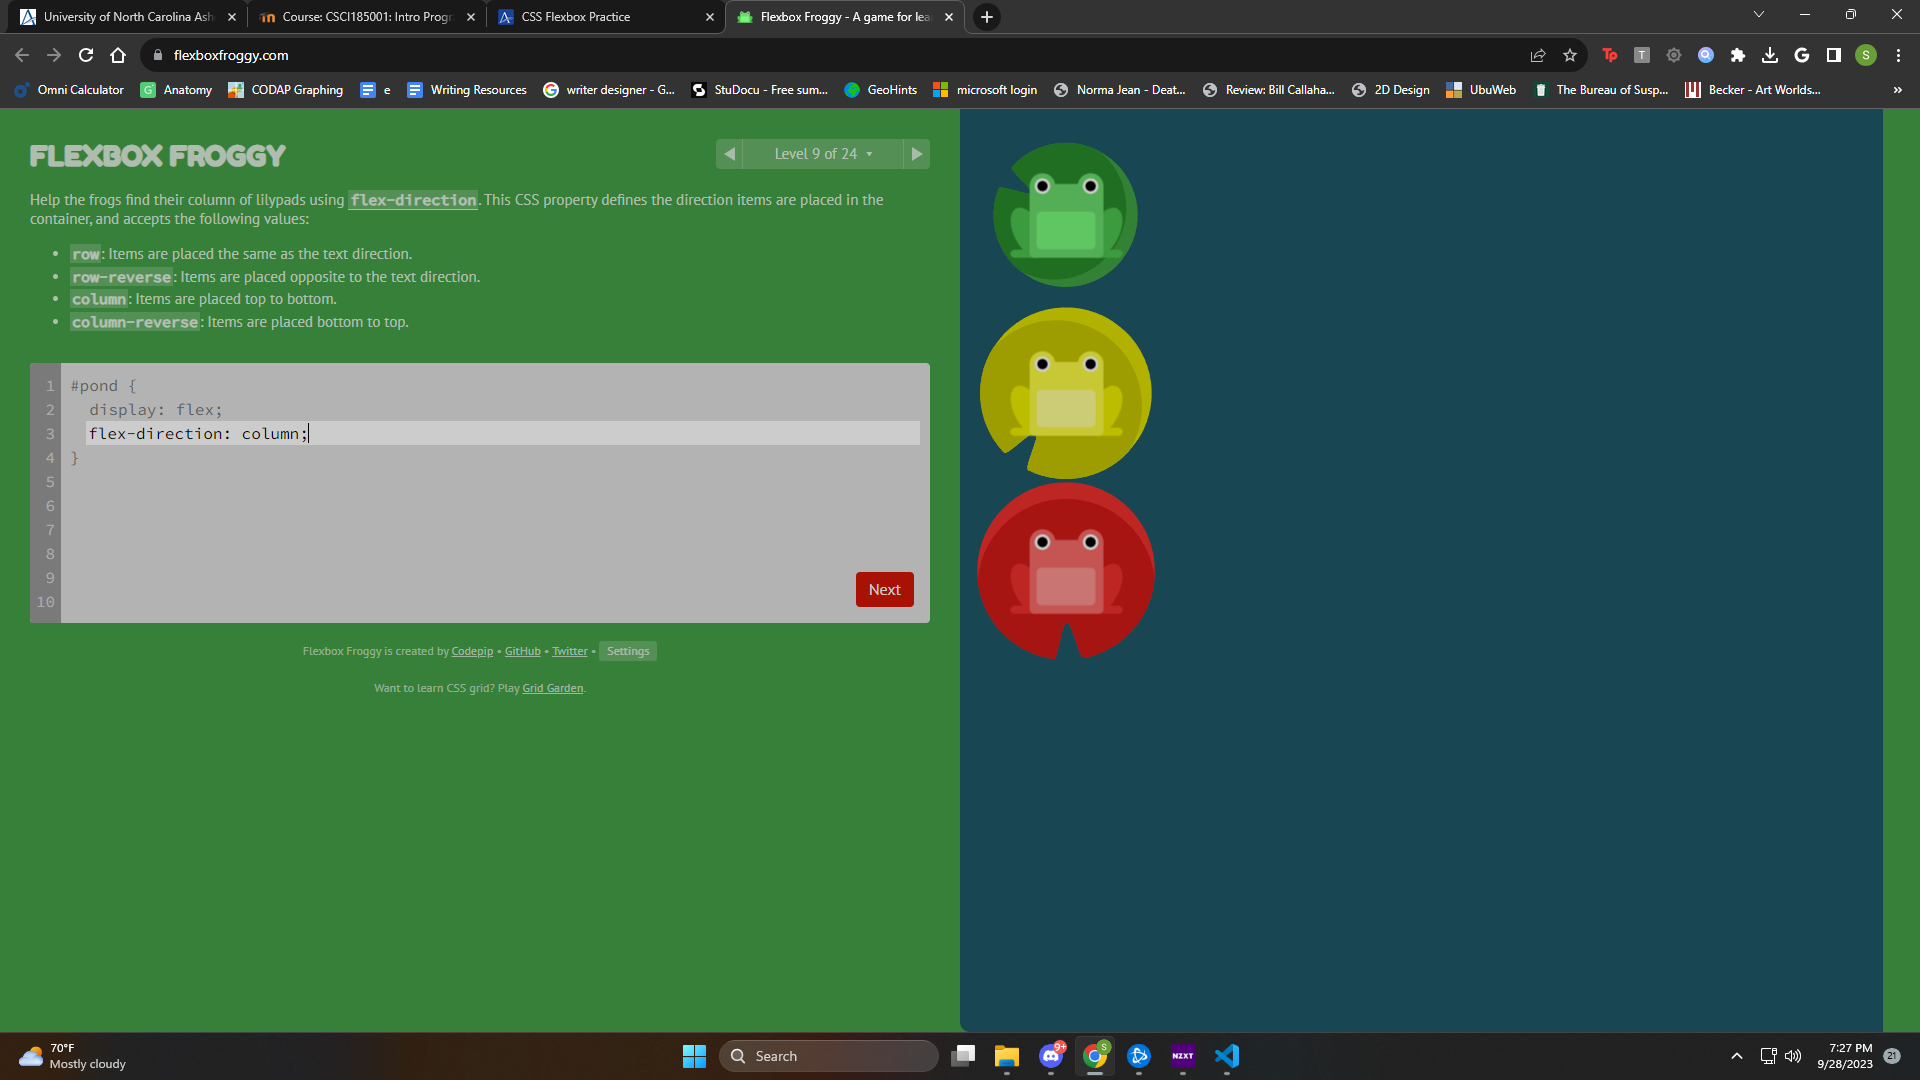 University of North Carolina Ash
Course: CSCI185001: Intro Progr
CSS Flexbox Practice
Flexbox Froggy - A game for lea
flexboxfroggy.com
Tp
T
G
S
Omni Calculator
G
Anatomy
CODAP Graphing
e
Writing Resources
writer designer - G...
StuDocu - Free sum...
GeoHints
microsoft login
Norma Jean - Deat...
Review: Bill Callaha...
2D Design
UbuWeb
The Bureau of Susp...
Becker - Art Worlds...
»
FLEXBOX FROGGY
Level 9 of 24
Help the frogs find their column of lilypads using flex-direction. This CSS property defines the direction items are placed in the
container, and accepts the following values:
• row: Items are placed the same as the text direction.
• row-reverse: Items are placed opposite to the text direction.
• column: Items are placed top to bottom.
• column-reverse: Items are placed bottom to top.
1 #pond {
2 display: flex;
3 flex-direction: column;
4 }
5
6
7
8
9
10
Next
Flexbox Froggy is created by Codepip • GitHub • Twitter • Settings
Want to learn CSS grid? Play Grid Garden.
70°F
Mostly cloudy
Search
9+
S
NZXT
7:27 PM
9/28/2023
21